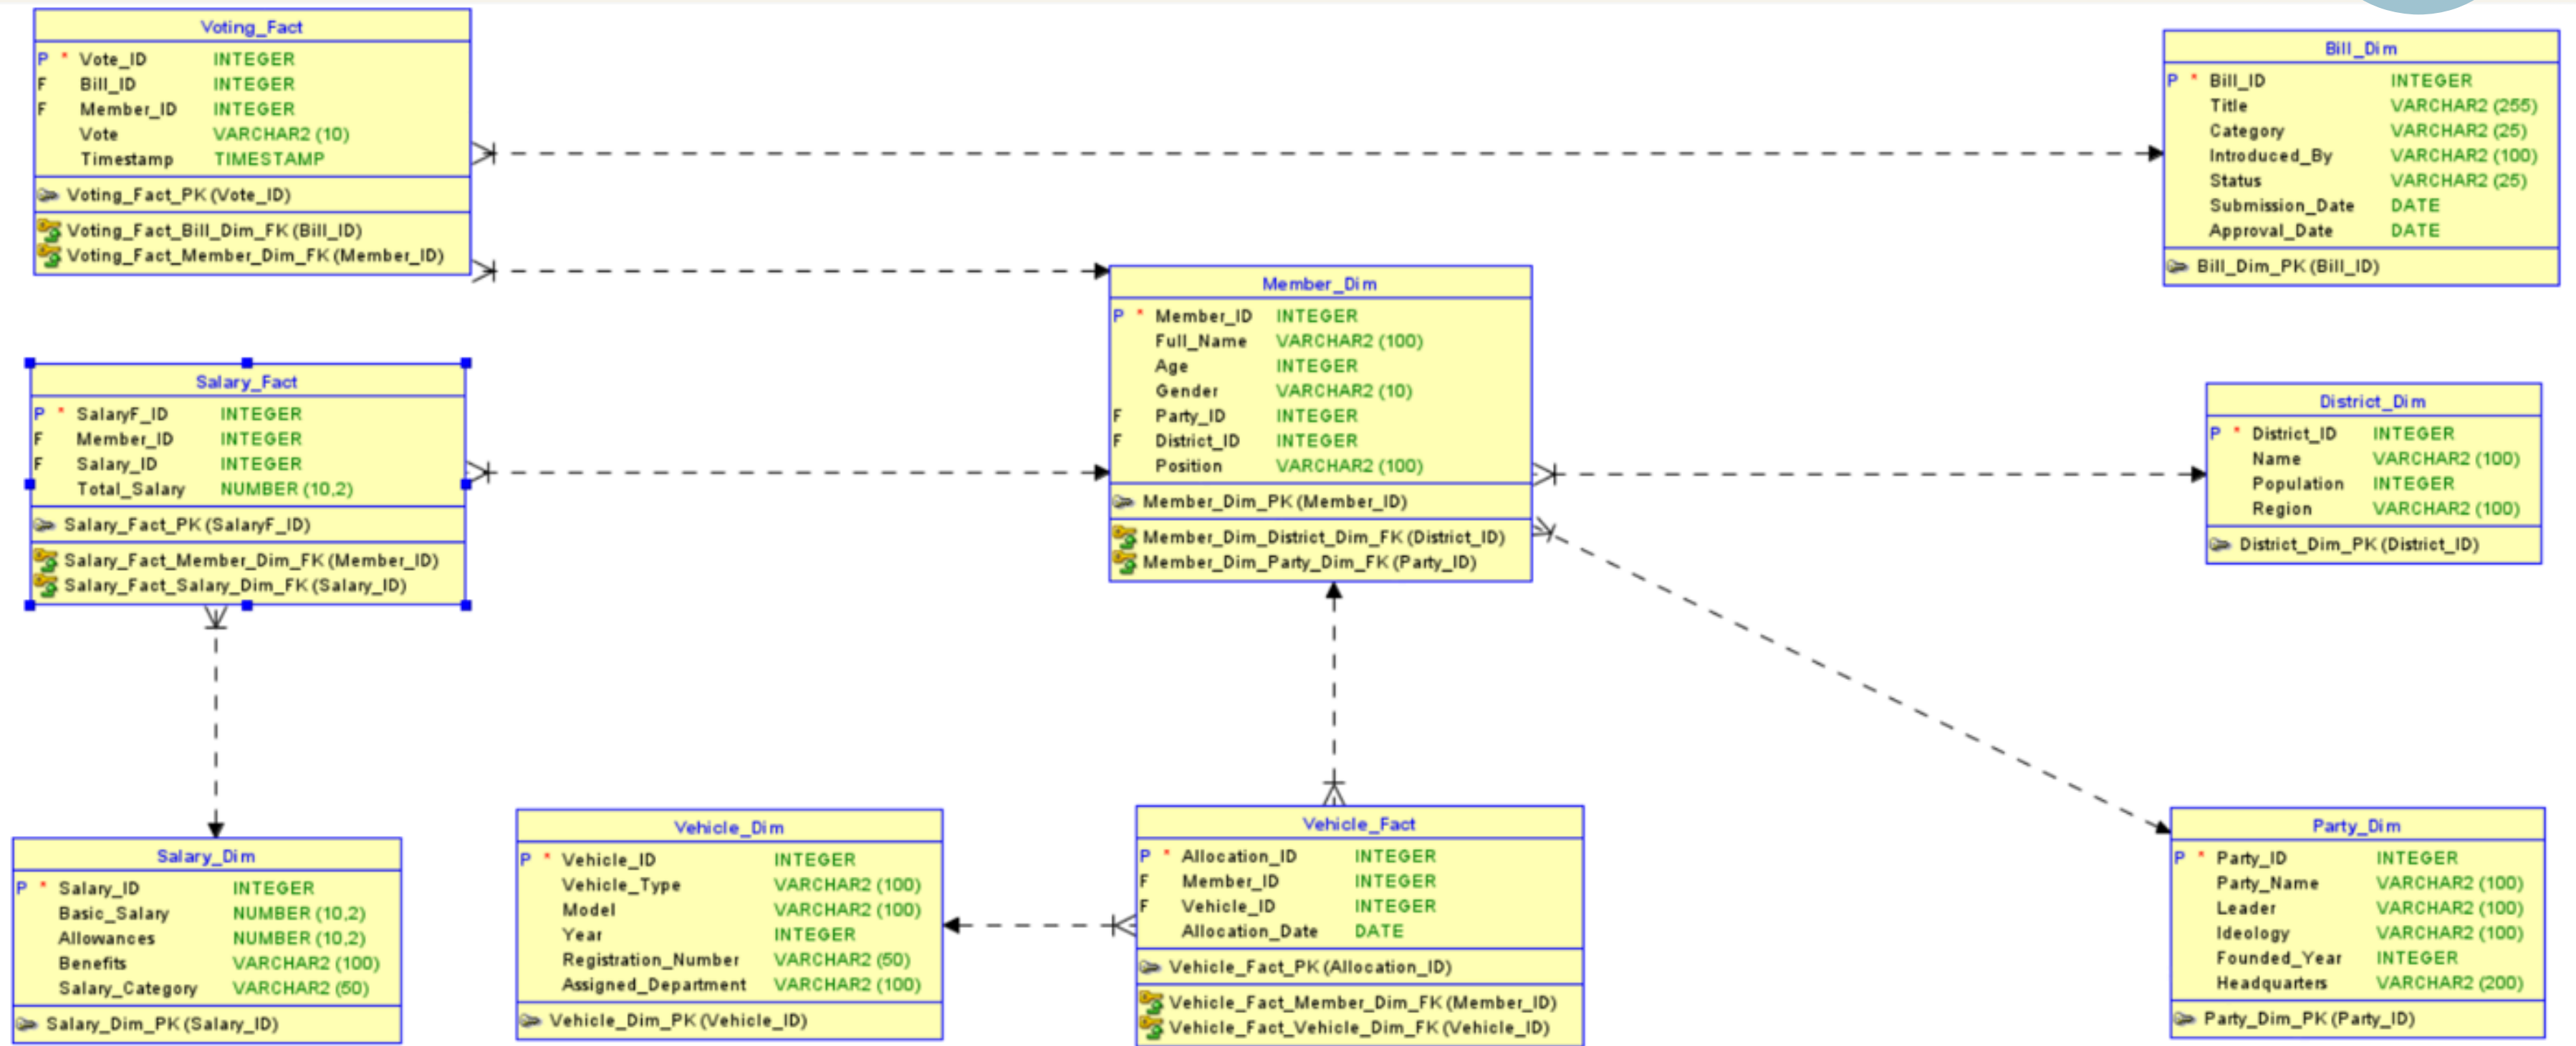 Voting_Fact
P * Vote_ID INTEGER
F Bill_ID INTEGER
F Member_ID INTEGER
Vote VARCHAR2 (10)
Timestamp TIMESTAMP
Voting_Fact_PK (Vote_ID)
Voting_Fact_Bill_Dim_FK (Bill_ID)
Voting_Fact_Member_Dim_FK (Member_ID)
Bill_Dim
P * Bill_ID INTEGER
Title VARCHAR2 (255)
Category VARCHAR2 (25)
Introduced_By VARCHAR2 (100)
Status VARCHAR2 (25)
Submission_Date DATE
Approval_Date DATE
Bill_Dim_PK (Bill_ID)
Member_Dim
P * Member_ID INTEGER
Full_Name VARCHAR2 (100)
Age INTEGER
Gender VARCHAR2 (10)
F Party_ID INTEGER
F District_ID INTEGER
Position VARCHAR2 (100)
Member_Dim_PK (Member_ID)
Member_Dim_District_Dim_FK (District_ID)
Member_Dim_Party_Dim_FK (Party_ID)
Salary_Fact
P * SalaryF_ID INTEGER
F Member_ID INTEGER
F Salary_ID INTEGER
Total_Salary NUMBER (10,2)
Salary_Fact_PK (SalaryF_ID)
Salary_Fact_Member_Dim_FK (Member_ID)
Salary_Fact_Salary_Dim_FK (Salary_ID)
District_Dim
P * District_ID INTEGER
Name VARCHAR2 (100)
Population INTEGER
Region VARCHAR2 (100)
District_Dim_PK (District_ID)
Salary_Dim
P * Salary_ID INTEGER
Basic_Salary NUMBER (10,2)
Allowances NUMBER (10,2)
Benefits VARCHAR2 (100)
Salary_Category VARCHAR2 (50)
Salary_Dim_PK (Salary_ID)
Vehicle_Dim
P * Vehicle_ID INTEGER
Vehicle_Type VARCHAR2 (100)
Model VARCHAR2 (100)
Year INTEGER
Registration_Number VARCHAR2 (50)
Assigned_Department VARCHAR2 (100)
Vehicle_Dim_PK (Vehicle_ID)
Vehicle_Fact
P * Allocation_ID INTEGER
F Member_ID INTEGER
F Vehicle_ID INTEGER
Allocation_Date DATE
Vehicle_Fact_PK (Allocation_ID)
Vehicle_Fact_Member_Dim_FK (Member_ID)
Vehicle_Fact_Vehicle_Dim_FK (Vehicle_ID)
Party_Dim
P * Party_ID INTEGER
Party_Name VARCHAR2 (100)
Leader VARCHAR2 (100)
Ideology VARCHAR2 (100)
Founded_Year INTEGER
Headquarters VARCHAR2 (200)
Party_Dim_PK (Party_ID)